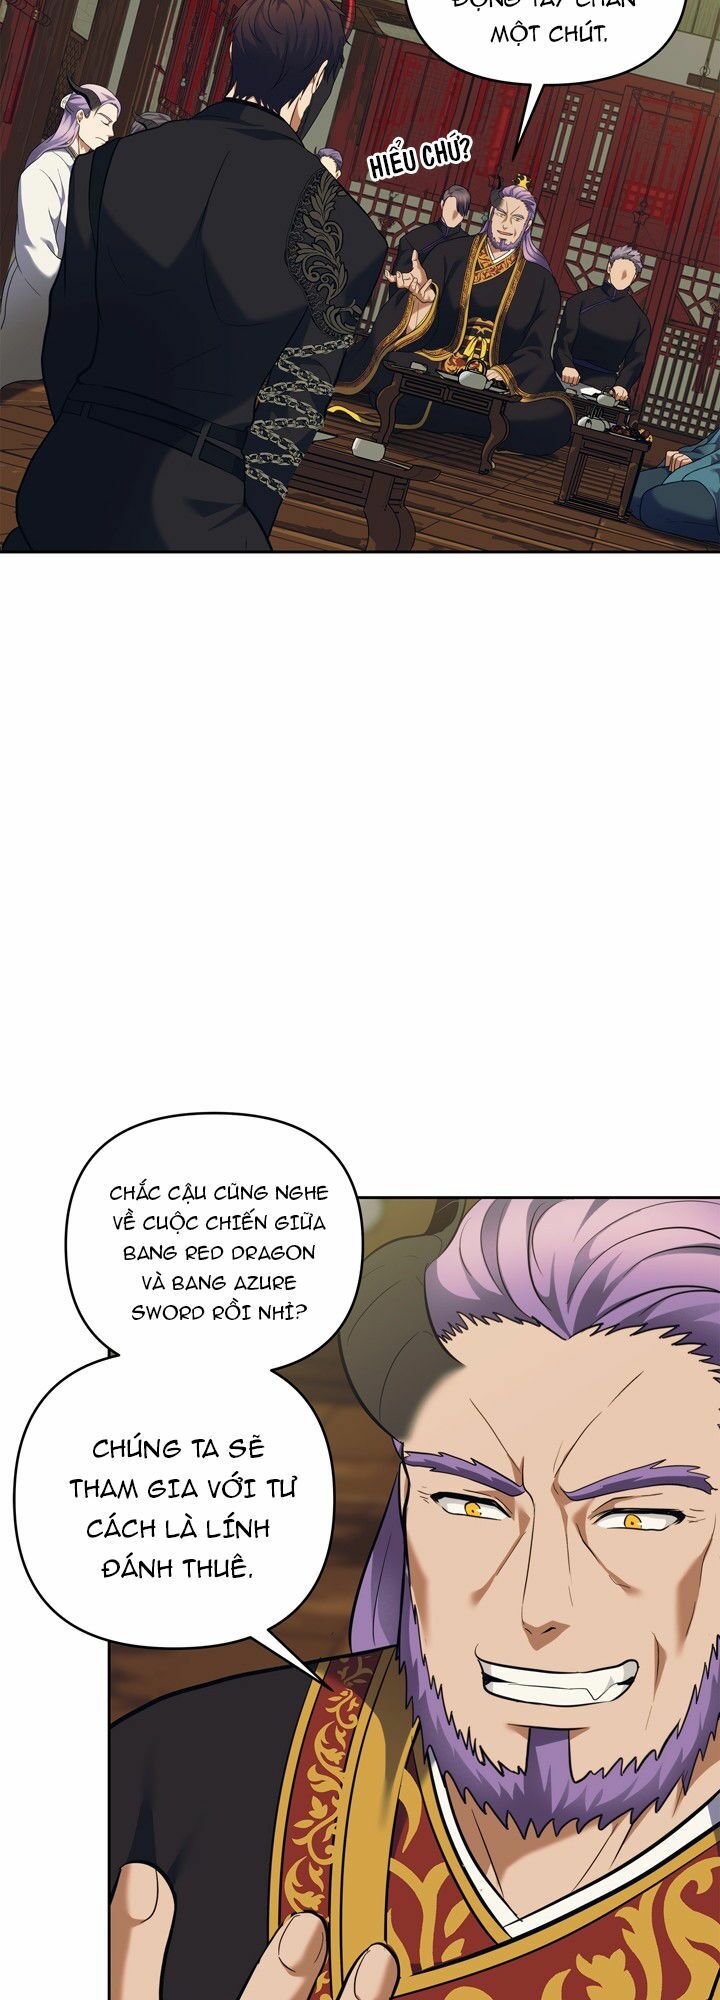 ĐỘNG TAY CHÂN
MỘT CHÚT.
HIỂU CHỨ?
CHẮC CẬU CŨNG NGHE
VỀ CUỘC CHIẾN GIỮA
BANG RED DRAGON
VÀ BANG AZURE
SWORD RỒI NHỈ?
CHÚNG TA SẼ
THAM GIA VỚI TƯ
CÁCH LÀ LÍNH
ĐÁNH THUÊ.